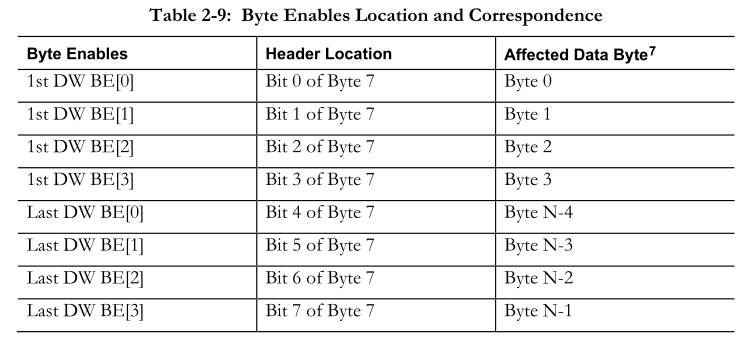 Table 2-9: Byte Enables Location and Correspondence
Byte Enables Header Location Affected Data Byte7
1st DW BE[0] Bit 0 of Byte 7 Byte 0
1st DW BE[1] Bit 1 of Byte 7 Byte 1
1st DW BE[2] Bit 2 of Byte 7 Byte 2
1st DW BE[3] Bit 3 of Byte 7 Byte 3
Last DW BE[0] Bit 4 of Byte 7 Byte N-4
Last DW BE[1] Bit 5 of Byte 7 Byte N-3
Last DW BE[2] Bit 6 of Byte 7 Byte N-2
Last DW BE[3] Bit 7 of Byte 7 Byte N-1